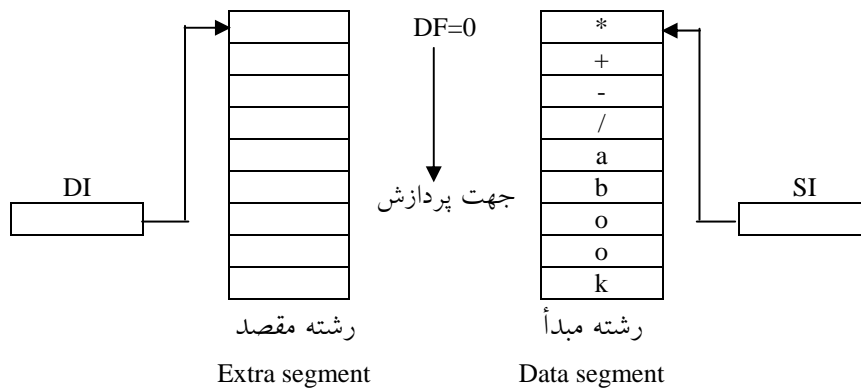 DF=0
*
+
-
/
a
b
o
o
k
DI
جهت پردازش
SI
رشته مقصد
رشته مبدأ
Extra segment
Data segment